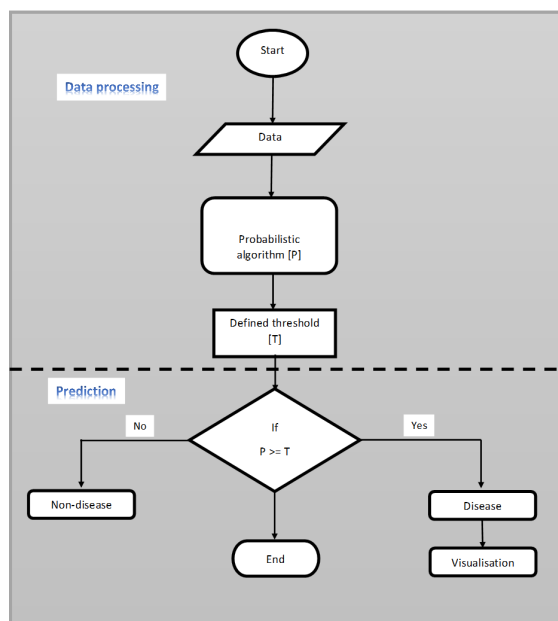 Start
Data processing
Data
Probabilistic
algorithm [P]
Defined threshold
[T]
Prediction
No
If
P >= T
Yes
Non-disease
Disease
End
Visualisation